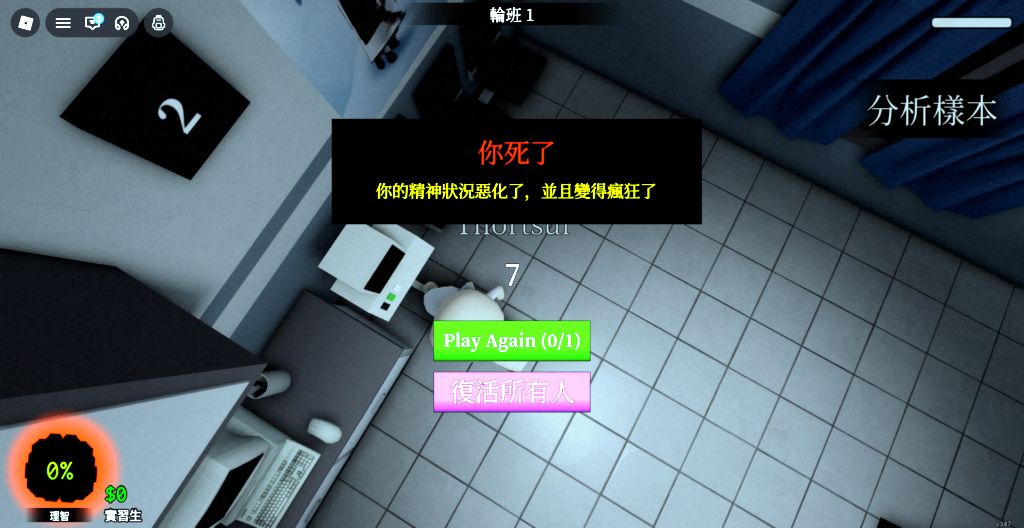 輪班 1
2
分析樣本
你死了
你的精神狀況惡化了，並且變得瘋狂了
Thortsui
7
Play Again (0/1)
復活所有人
0%
$0
理智
實習生
v347